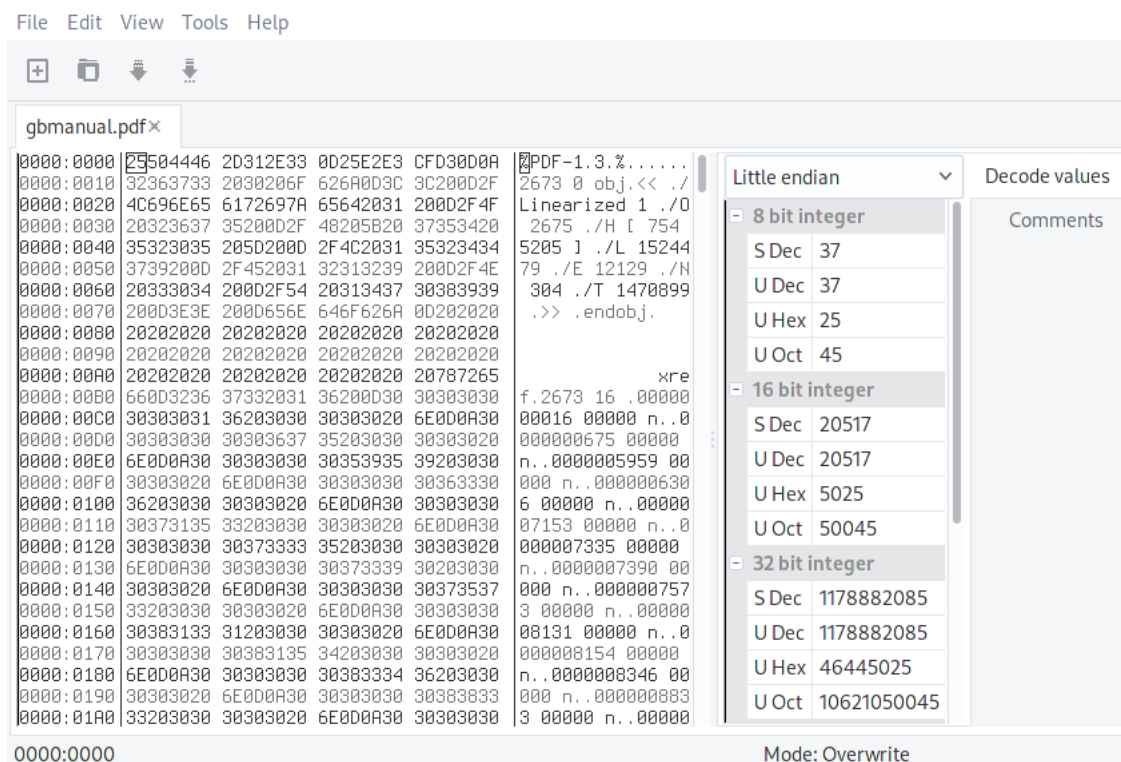 File Edit View Tools Help
gbmanual.pdf×
0000:0000 25504446 2D312E33 0D25E2E3 CFD30D0A %PDF-1.3.%......
0000:0010 32363733 2030206F 626A0D3C 3C200D2F 2673 0 obj.<< ./
0000:0020 4C696E65 6172697A 65642031 200D2F4F Linearized 1 ./O
0000:0030 20323637 35200D2F 48205B20 37353420 2675 ./H [ 754
0000:0040 35323035 205D200D 2F4C2031 35323434 5205 ] ./L 15244
0000:0050 3739200D 2F452031 32313239 200D2F4E 79 ./E 12129 ./N
0000:0060 20333034 200D2F54 20313437 30383939 304 ./T 1470899
0000:0070 200D3E3E 200D656E 646F626A 0D202020 .>> .endobj.
0000:0080 20202020 20202020 20202020 20202020
0000:0090 20202020 20202020 20202020 20202020
0000:00A0 20202020 20202020 20202020 20787265 xre
0000:00B0 660D3236 37332031 36200D30 30303030 f.2673 16 .00000
0000:00C0 30303031 36203030 30303020 6E0D0A30 00016 00000 n..0
0000:00D0 30303030 30303637 35203030 30303020 000000675 00000
0000:00E0 6E0D0A30 30303030 30353935 39203030 n..0000005959 00
0000:00F0 30303020 6E0D0A30 30303030 30363330 000 n..000000630
0000:0100 36203030 30303020 6E0D0A30 30303030 6 00000 n..00000
0000:0110 30373135 33203030 30303020 6E0D0A30 07153 00000 n..0
0000:0120 30303030 30373333 35203030 30303020 000007335 00000
0000:0130 6E0D0A30 30303030 30373339 30203030 n..0000007390 00
0000:0140 30303020 6E0D0A30 30303030 30373537 000 n..000000757
0000:0150 33203030 30303020 6E0D0A30 30303030 3 00000 n..00000
0000:0160 30383133 31203030 30303020 6E0D0A30 08131 00000 n..0
0000:0170 30303030 30383135 34203030 30303020 000008154 00000
0000:0180 6E0D0A30 30303030 30383334 36203030 n..0000008346 00
0000:0190 30303020 6E0D0A30 30303030 30383833 000 n..000000883
0000:01A0 33203030 30303020 6E0D0A30 30303030 3 00000 n..00000
Little endian
8 bit integer
S Dec 37
U Dec 37
U Hex 25
U Oct 45
16 bit integer
S Dec 20517
U Dec 20517
U Hex 5025
U Oct 50045
32 bit integer
S Dec 1178882085
U Dec 1178882085
U Hex 46445025
U Oct 10621050045
Decode values
Comments
0000:0000 Mode: Overwrite